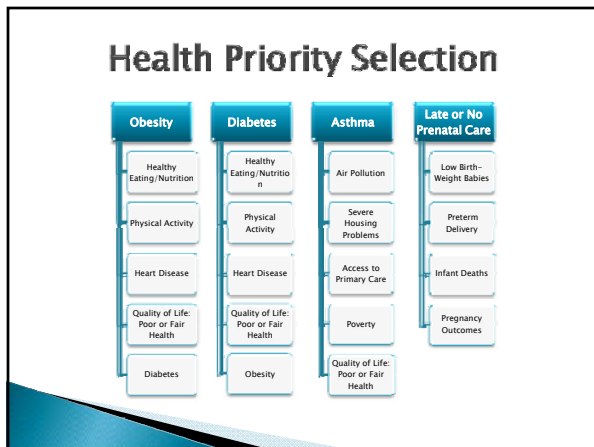 Health Priority Selection
Obesity
Healthy
Eating/Nutrition
Physical Activity
Heart Disease
Quality of Life:
Poor or Fair
Health
Diabetes
Diabetes
Healthy
Eating/Nutritio
n
Physical
Activity
Heart Disease
Quality of Life:
Poor or Fair
Health
Obesity
Asthma
Air Pollution
Severe
Housing
Problems
Access to
Primary Care
Poverty
Quality of Life:
Poor or Fair
Health
Late or No
Prenatal Care
Low Birth-
Weight Babies
Preterm
Delivery
Infant Deaths
Pregnancy
Outcomes